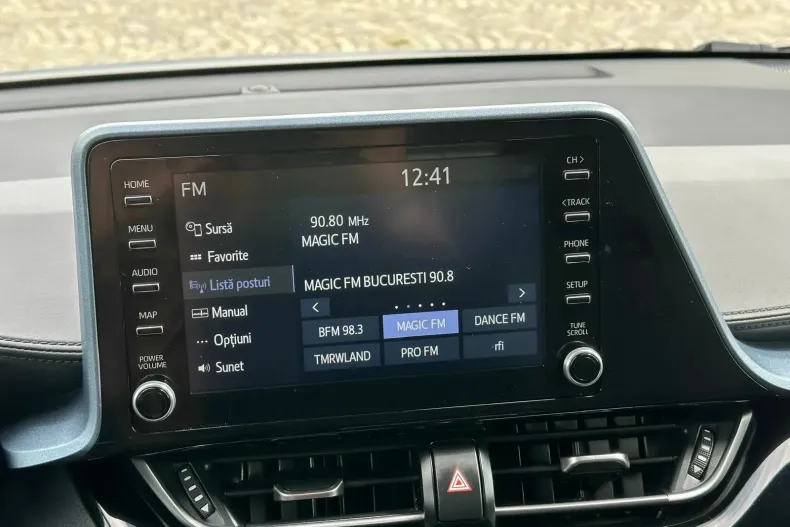 FM
12:41
HOME
MENU
AUDIO
MAP
POWER
VOLUME
Sursă
Favorite
Listă posturi
Manual
Opțiuni
Sunet
90.80 MHz
MAGIC FM
MAGIC FM BUCURESTI 90.8
BFM 98.3
MAGIC FM
DANCE FM
TMRWLAND
PRO FM
rfi
CH >
< TRACK
PHONE
SETUP
TUNE
SCROLL